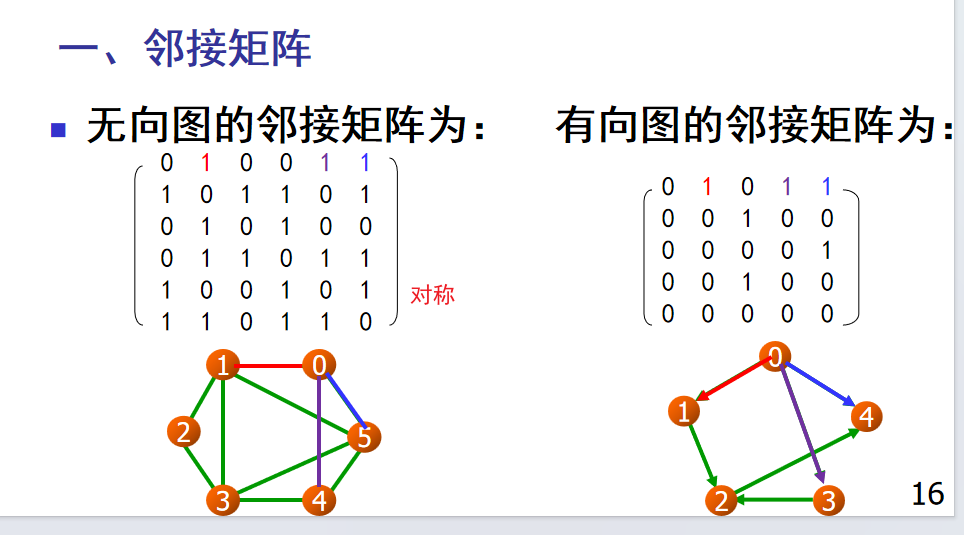 一、邻接矩阵
■ 无向图的邻接矩阵为：
0 1 0 0 1 1
1 0 1 1 0 1
0 1 0 1 0 0
0 1 1 0 1 1
1 0 0 1 0 1
1 1 0 1 1 0
对称
1 0
2
5
3 4
有向图的邻接矩阵为：
0 1 0 1 1
0 0 1 0 0
0 0 0 0 1
0 0 1 0 0
0 0 0 0 0
0
1
4
2 3
16